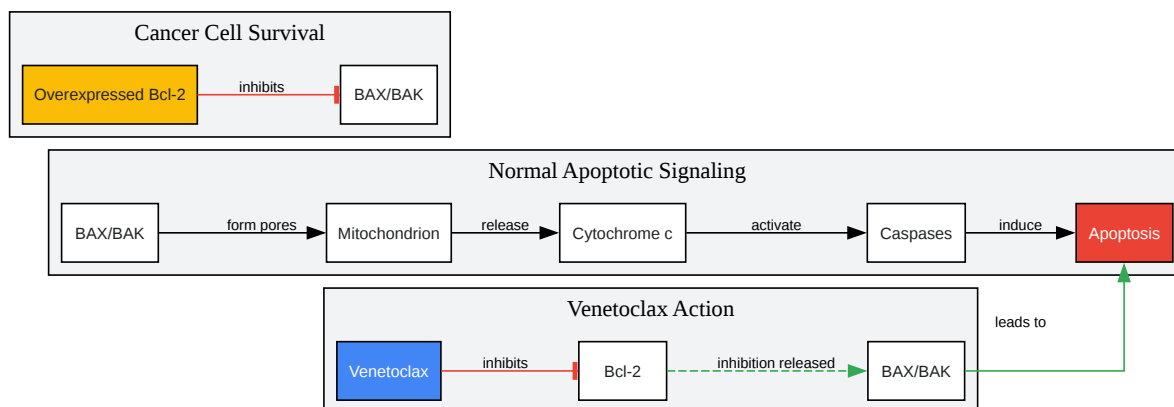 Cancer Cell Survival
Overexpressed Bcl-2
inhibits
BAX/BAK
Normal Apoptotic Signaling
BAX/BAK
form pores
Mitochondrion
release
Cytochrome c
activate
Caspases
induce
Apoptosis
Venetoclax Action
leads to
Venetoclax
inhibits
Bcl-2
inhibition released
BAX/BAK